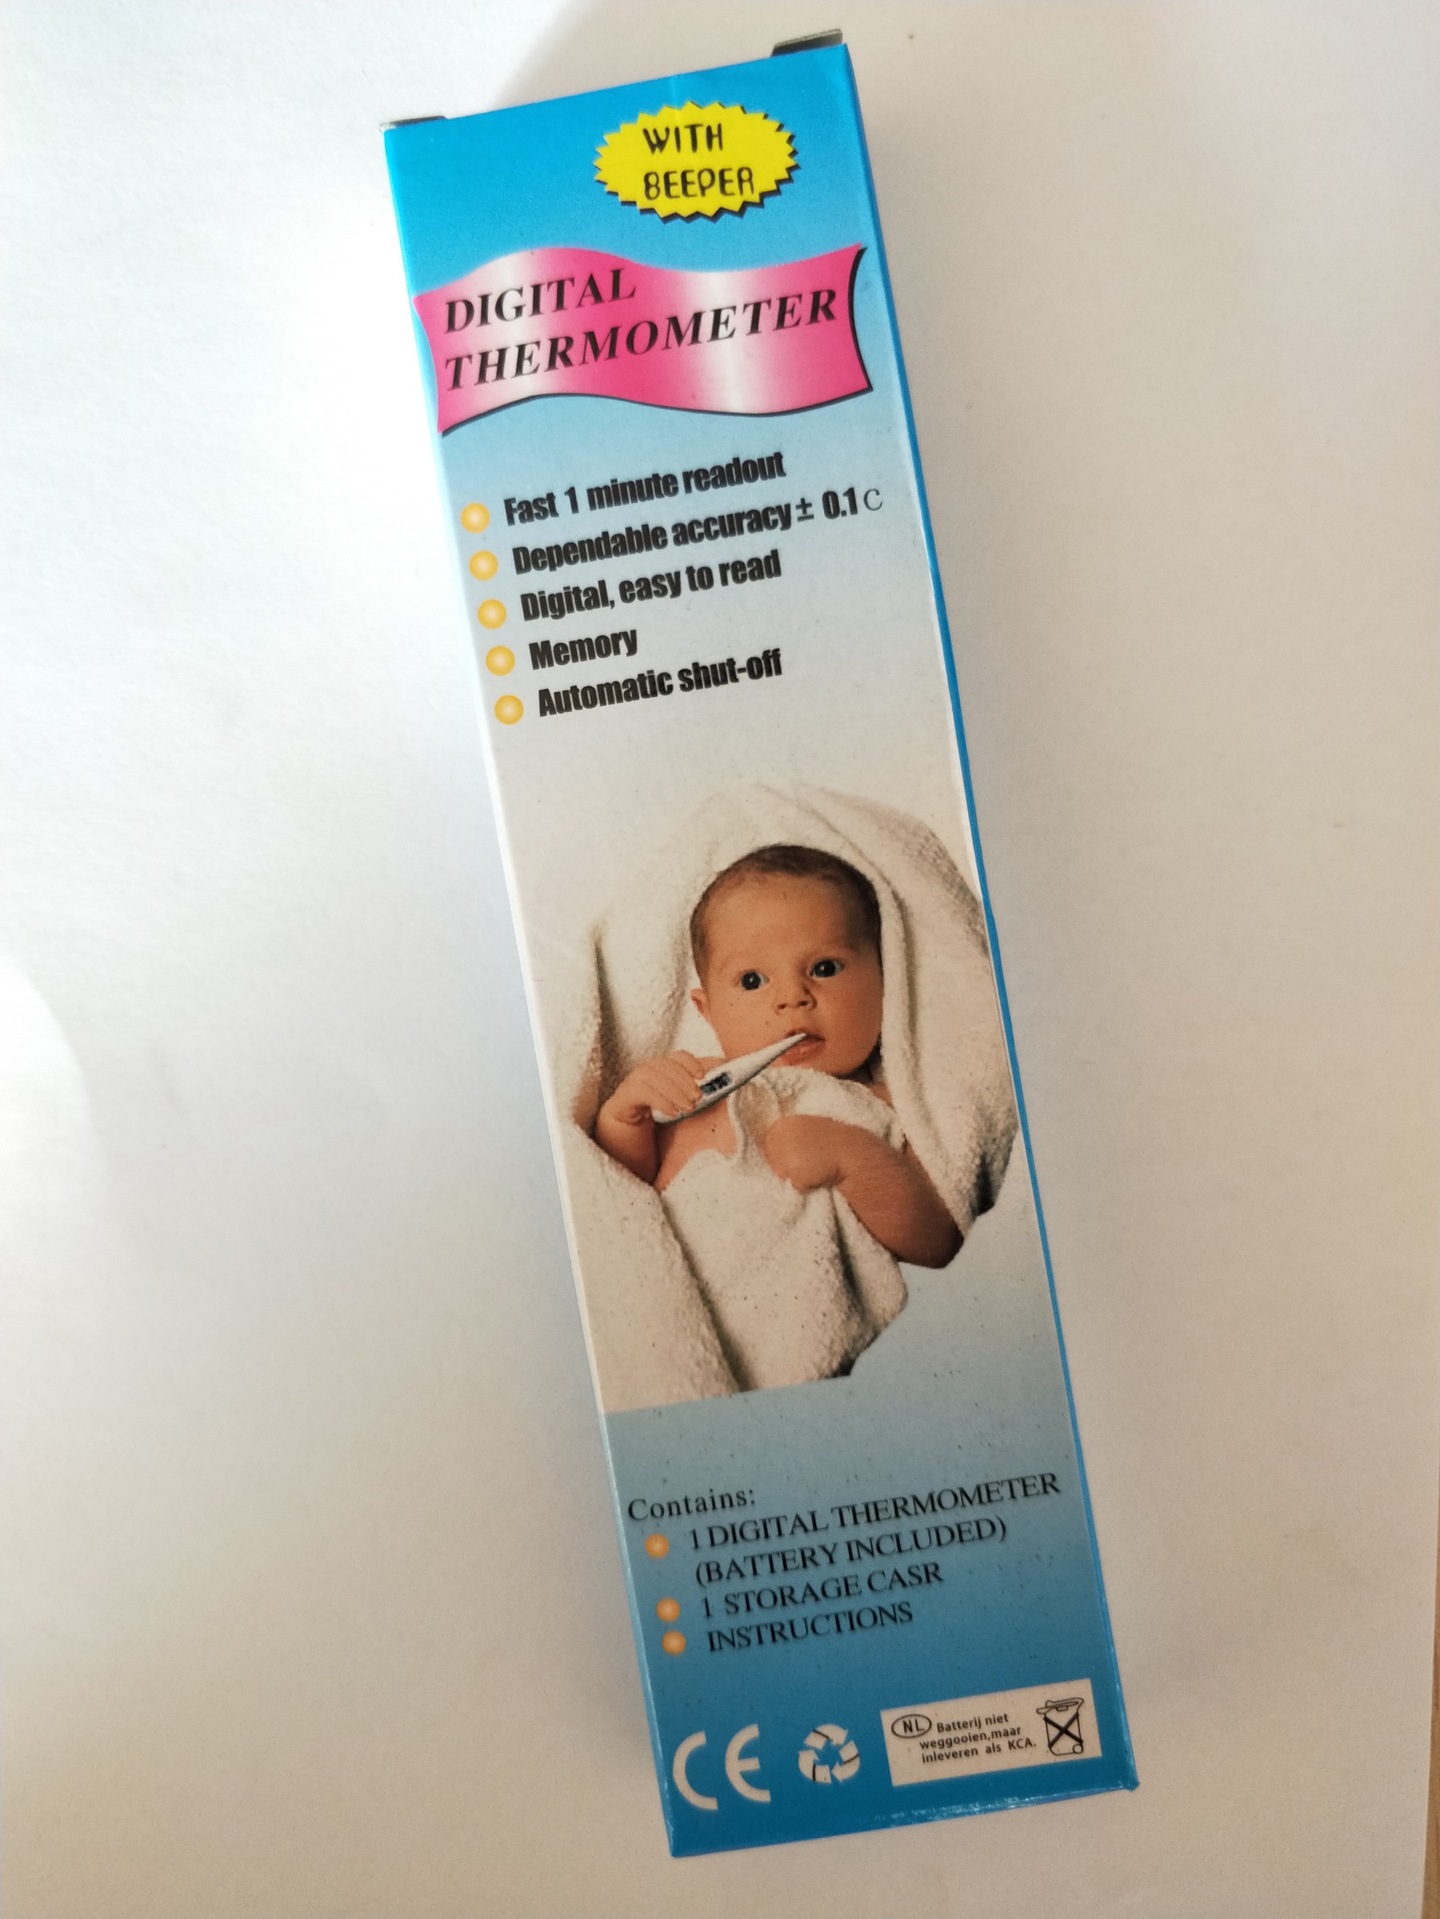 WITH
BEEPER
DIGITAL
THERMOMETER
Fast 1 minute readout
Dependable accuracy ± 0.1 C
Digital, easy to read
Memory
Automatic shut-off
Contains:
1 DIGITAL THERMOMETER
(BATTERY INCLUDED)
1 STORAGE CASR
INSTRUCTIONS
CE
NL Batterij niet
weggooien,maar
inleveren als KCA.